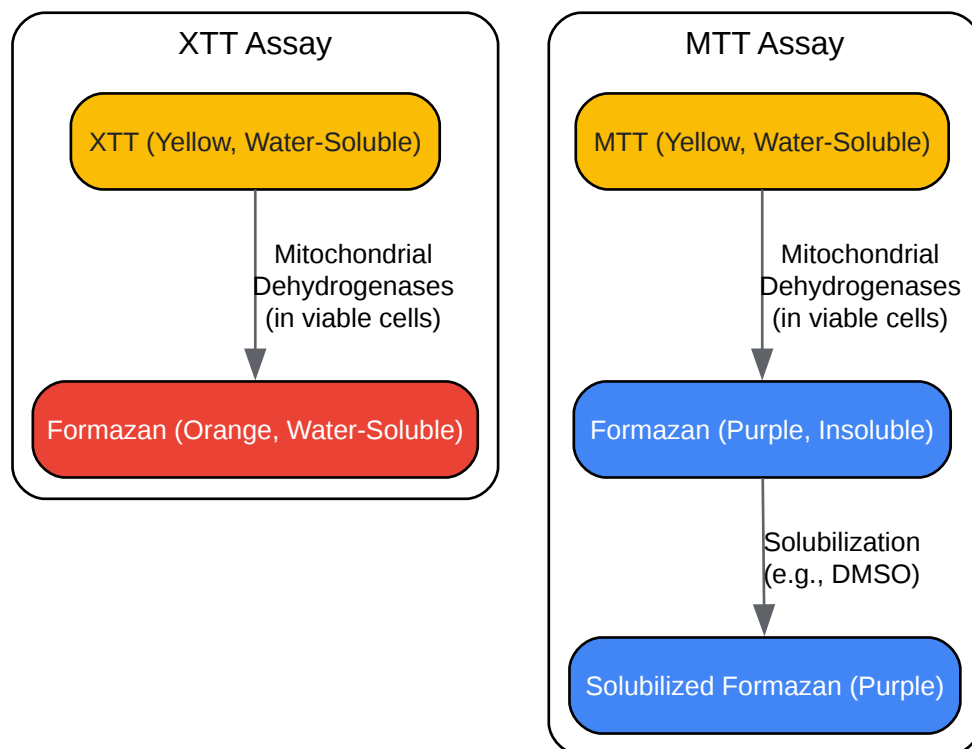 XTT Assay
XTT (Yellow, Water-Soluble)
Mitochondrial
Dehydrogenases
(in viable cells)
Formazan (Orange, Water-Soluble)
MTT Assay
MTT (Yellow, Water-Soluble)
Mitochondrial
Dehydrogenases
(in viable cells)
Formazan (Purple, Insoluble)
Solubilization
(e.g., DMSO)
Solubilized Formazan (Purple)